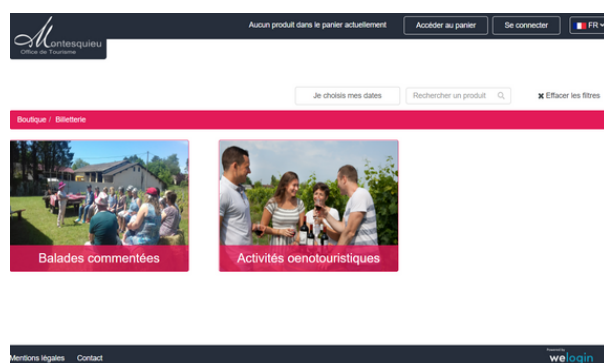 Montesquieu
Office de Tourisme
Aucun produit dans le panier actuellement
Accéder au panier
Se connecter
FR
Je choisis mes dates
Rechercher un produit
✖ Effacer les filtres
Boutique / Billetterie
Balades commentées
Activités oenotouristiques
Mentions légales
Contact
Powered by
welogin